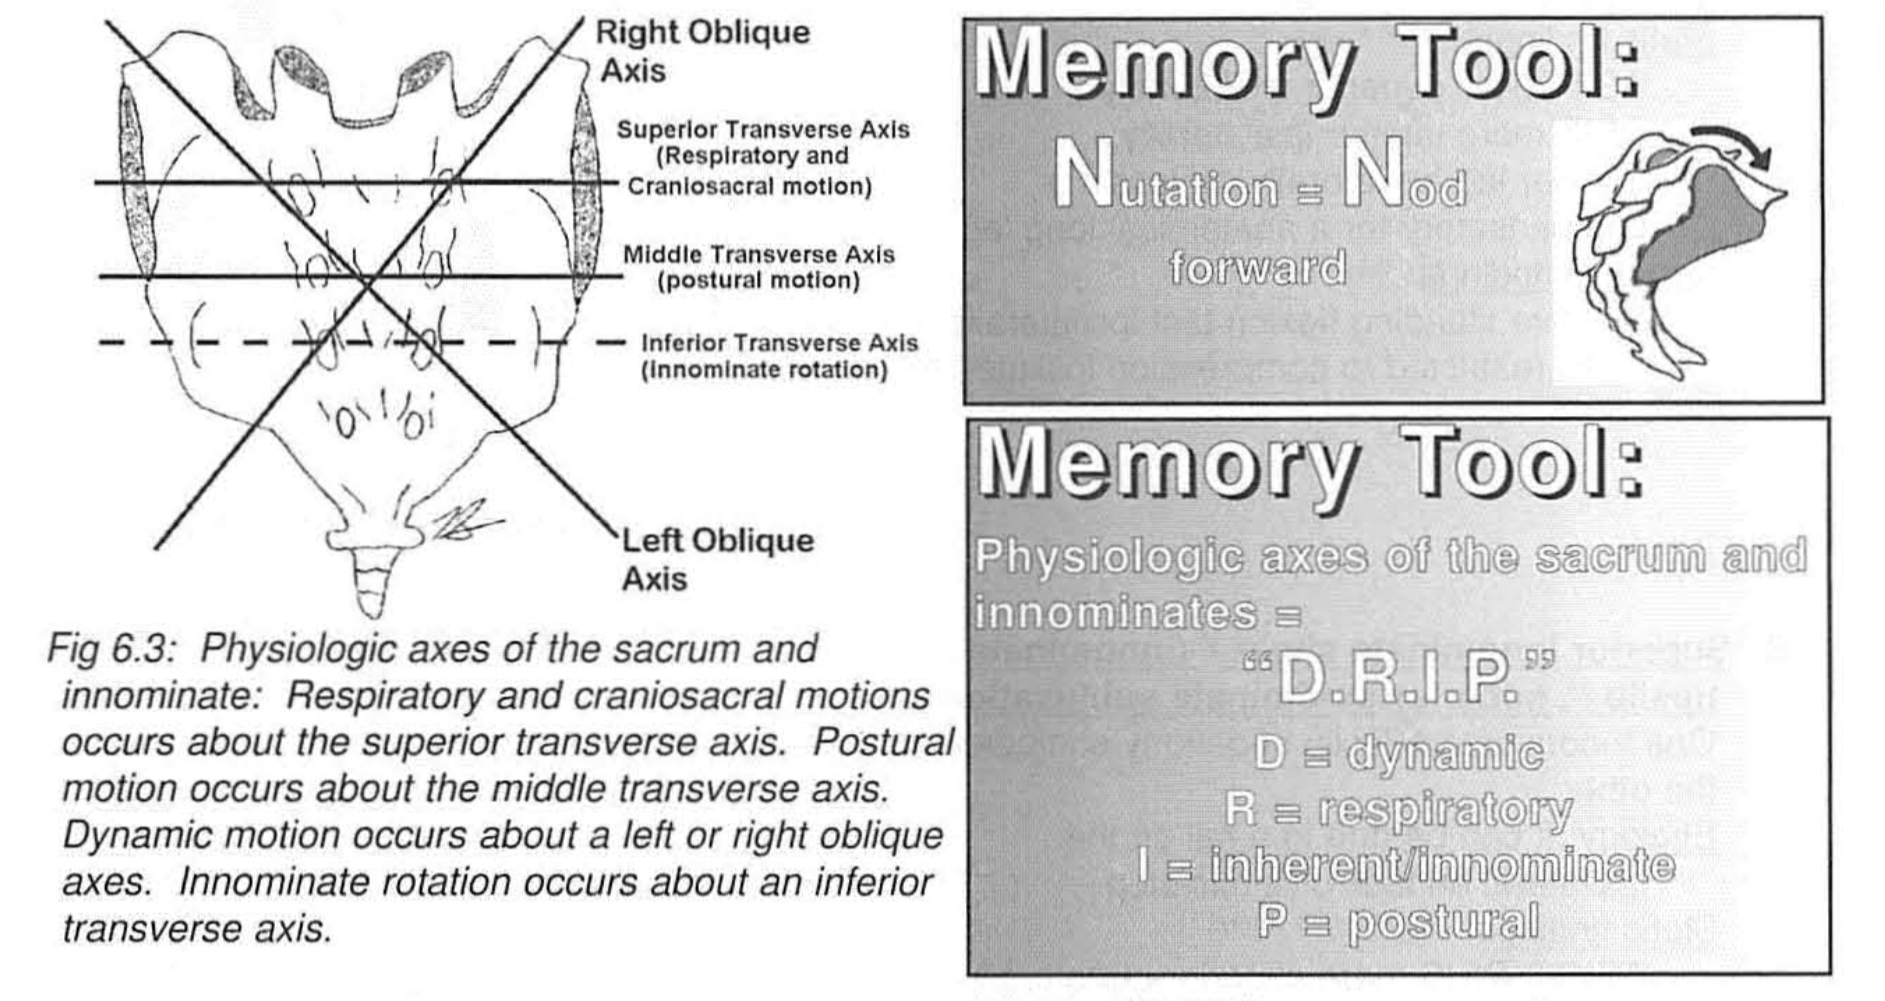 Right Oblique
Axis
Superior Transverse Axis
(Respiratory and
Craniosacral motion)
Middle Transverse Axis
(postural motion)
Inferior Transverse Axis
(Innominate rotation)
Left Oblique
Axis
Fig 6.3: Physiologic axes of the sacrum and
innominate: Respiratory and craniosacral motions
occurs about the superior transverse axis. Postural
motion occurs about the middle transverse axis.
Dynamic motion occurs about a left or right oblique
axes. Innominate rotation occurs about an inferior
transverse axis.
Memory Tool:
Nutation = Nod
forward
Memory Tool:
Physiologic axes of the sacrum and
innominates =
“D.R.I.P.”
D = dynamic
R = respiratory
I = inherent/innominate
P = postural